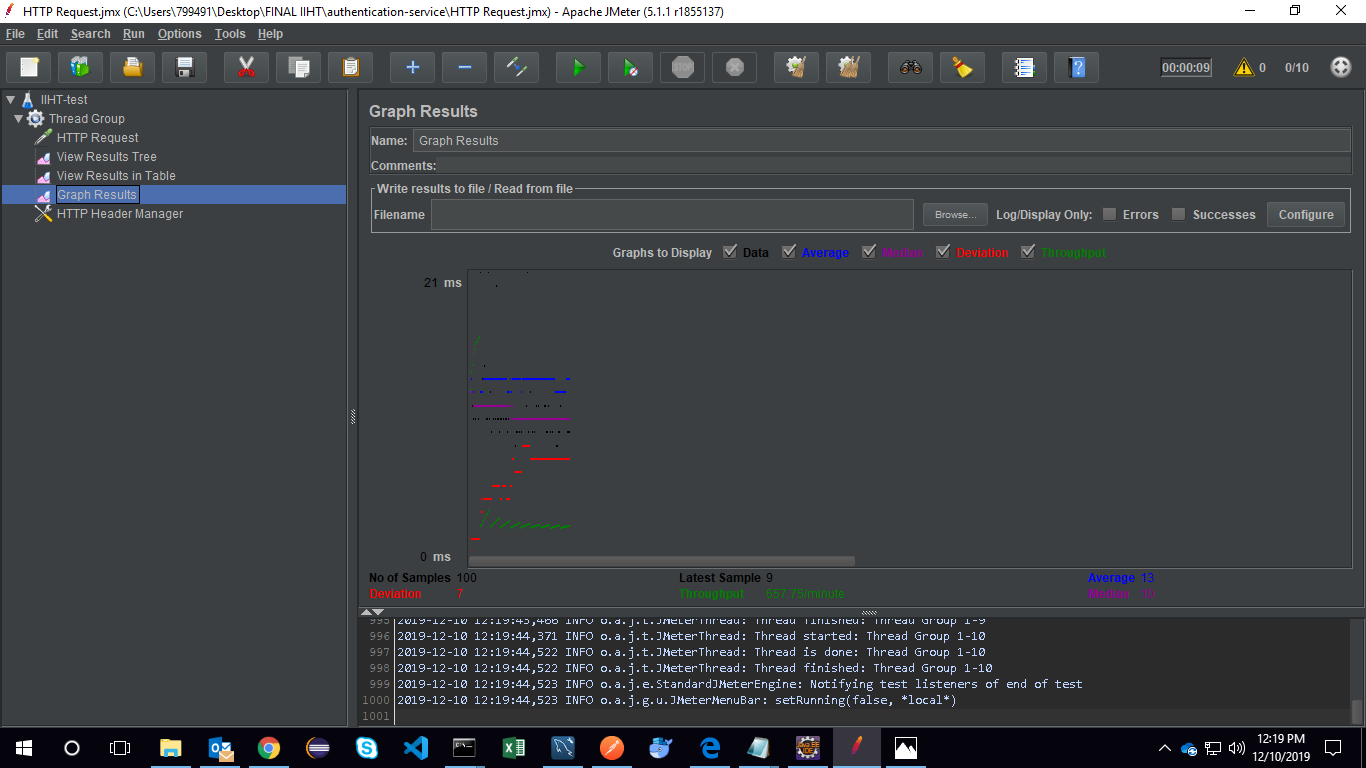 HTTP Request.jmx (C:\Users\799491\Desktop\FINAL IIHT\authentication-service\HTTP Request.jmx) - Apache JMeter (5.1.1 r1855137)
File Edit Search Run Options Tools Help
STOP
00:00:09 0 0/10
IIHT-test
Thread Group
HTTP Request
View Results Tree
View Results in Table
Graph Results
HTTP Header Manager
Graph Results
Name: Graph Results
Comments:
Write results to file / Read from file
Filename Browse... Log/Display Only: Errors Successes Configure
Graphs to Display Data Average Median Deviation Throughput
21 ms
0 ms
No of Samples 100 Latest Sample 9 Average 13
Deviation 7 Throughput 657.75/minute Median 10
995 2019-12-10 12:19:43,466 INFO o.a.j.t.JMeterThread: Thread finished: Thread Group 1-9
996 2019-12-10 12:19:44,371 INFO o.a.j.t.JMeterThread: Thread started: Thread Group 1-10
997 2019-12-10 12:19:44,522 INFO o.a.j.t.JMeterThread: Thread is done: Thread Group 1-10
998 2019-12-10 12:19:44,522 INFO o.a.j.t.JMeterThread: Thread finished: Thread Group 1-10
999 2019-12-10 12:19:44,523 INFO o.a.j.e.StandardJMeterEngine: Notifying test listeners of end of test
1000 2019-12-10 12:19:44,523 INFO o.a.j.g.u.JMeterMenuBar: setRunning(false, *local*)
1001
12:19 PM
12/10/2019